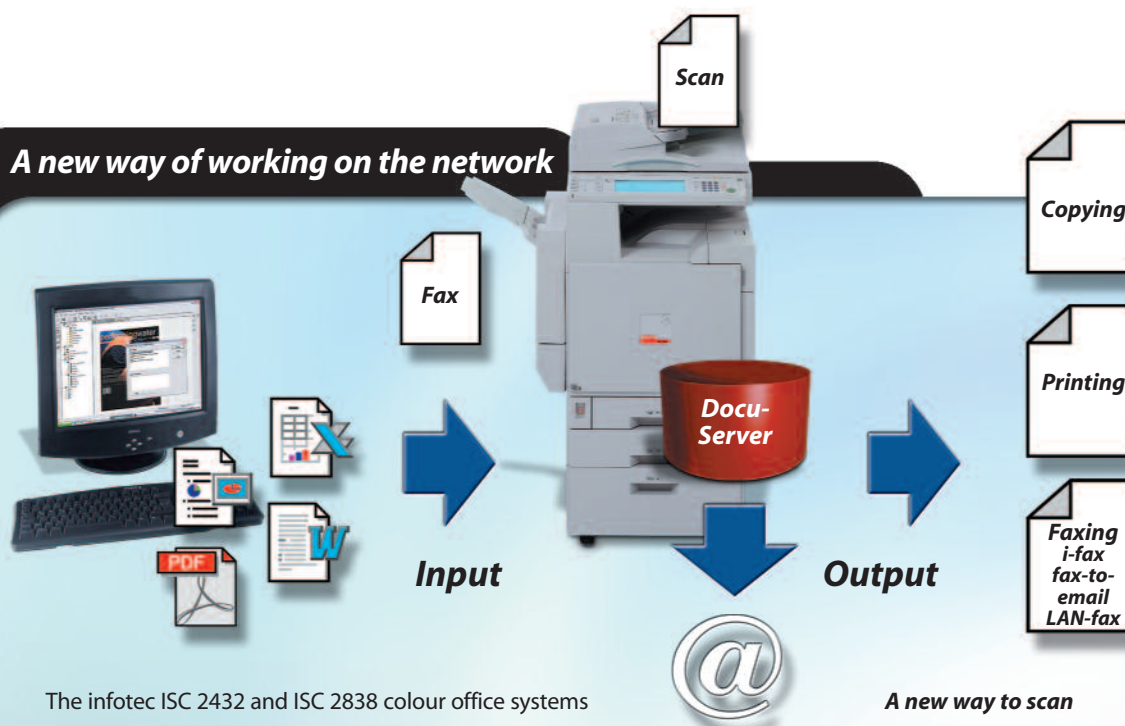 Scan
A new way of working on the network
Copying
Fax
Printing
Docu-
Server
X
W
PDF
Input
Output
Faxing
i-fax
fax-to-
email
LAN-fax
@
The infotec ISC 2432 and ISC 2838 colour office systems
A new way to scan